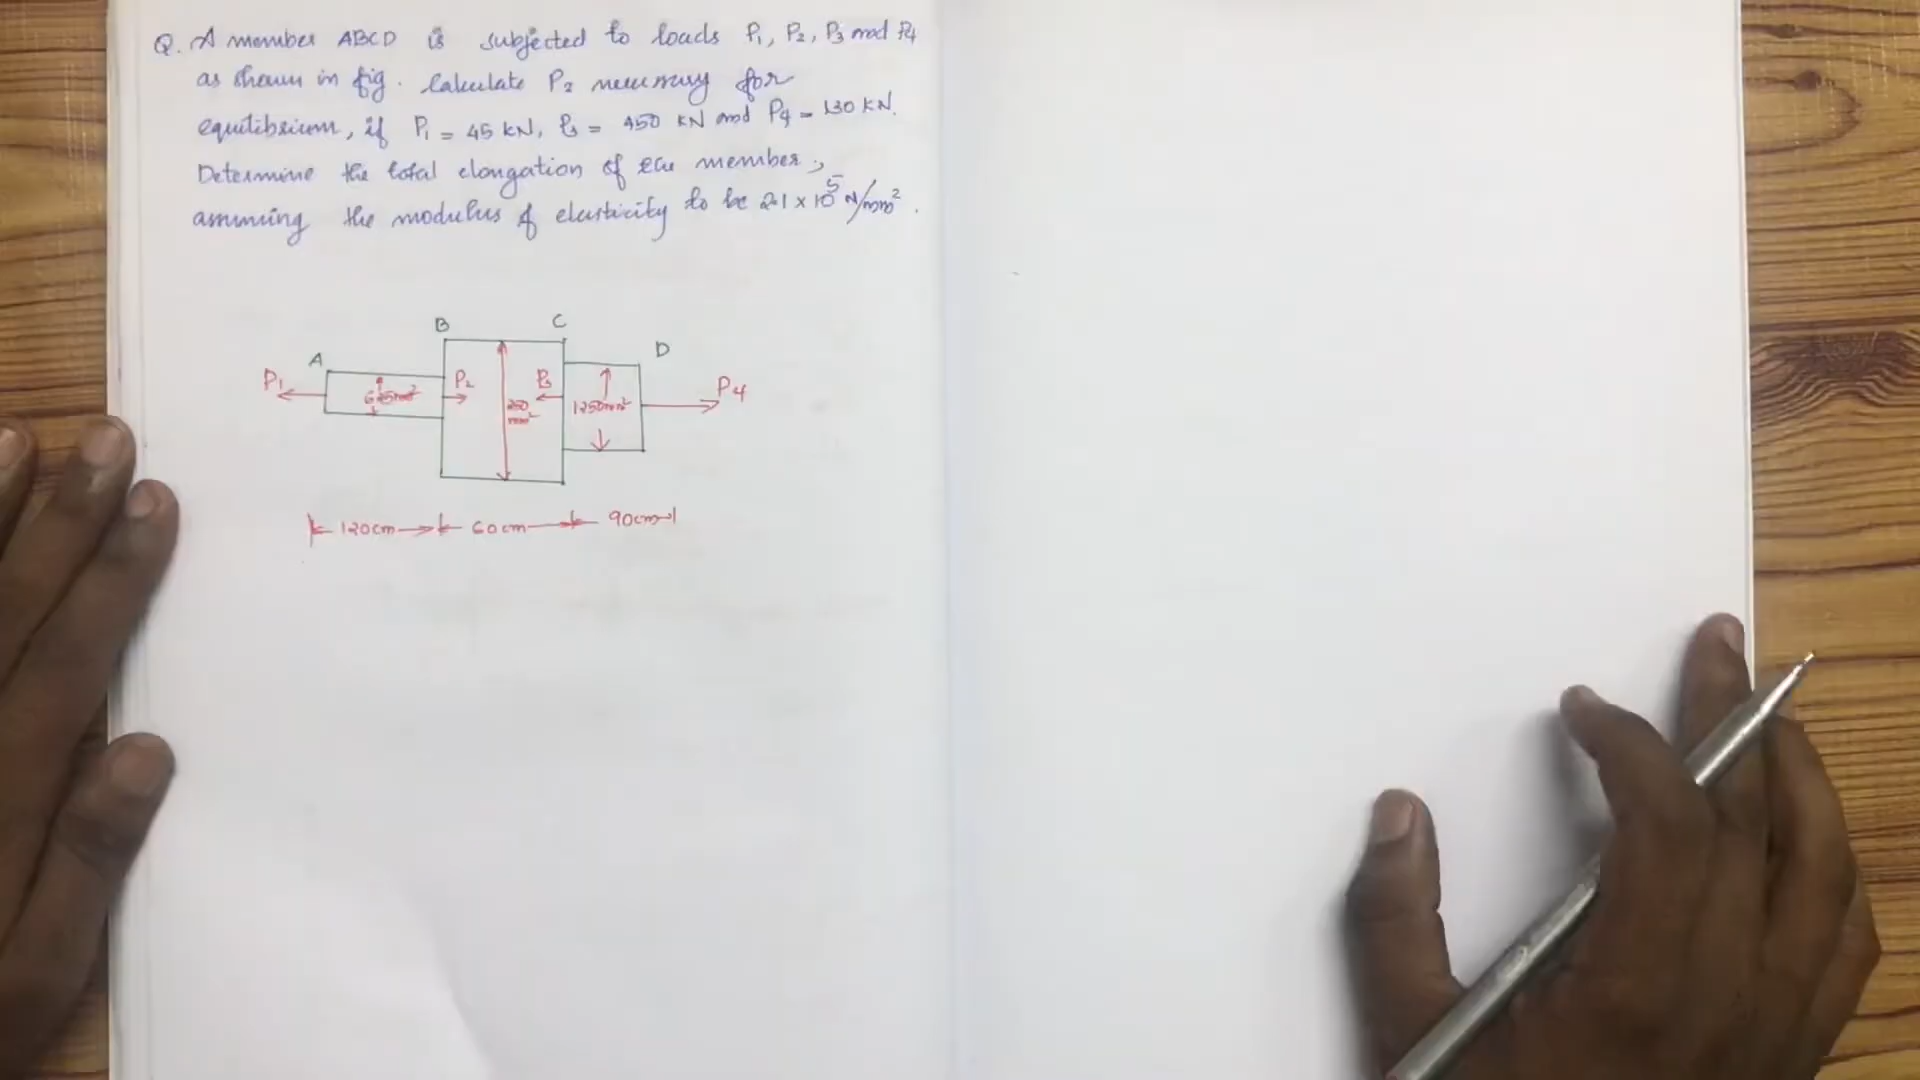 Q. A member ABCD is subjected to loads P1, P2, P3 and P4
as shown in fig. Calculate P2 necessary for
equilibrium, if P1 = 45 kN, P3 = 450 kN and P4 = 130 kN.
Determine the total elongation of the member,
assuming the modulus of elasticity to be 2.1 x 10^5 N/mm².
B C
A D
P1 625mm² P2 P3 1250mm² P4
mm²
120cm 60cm 90cm